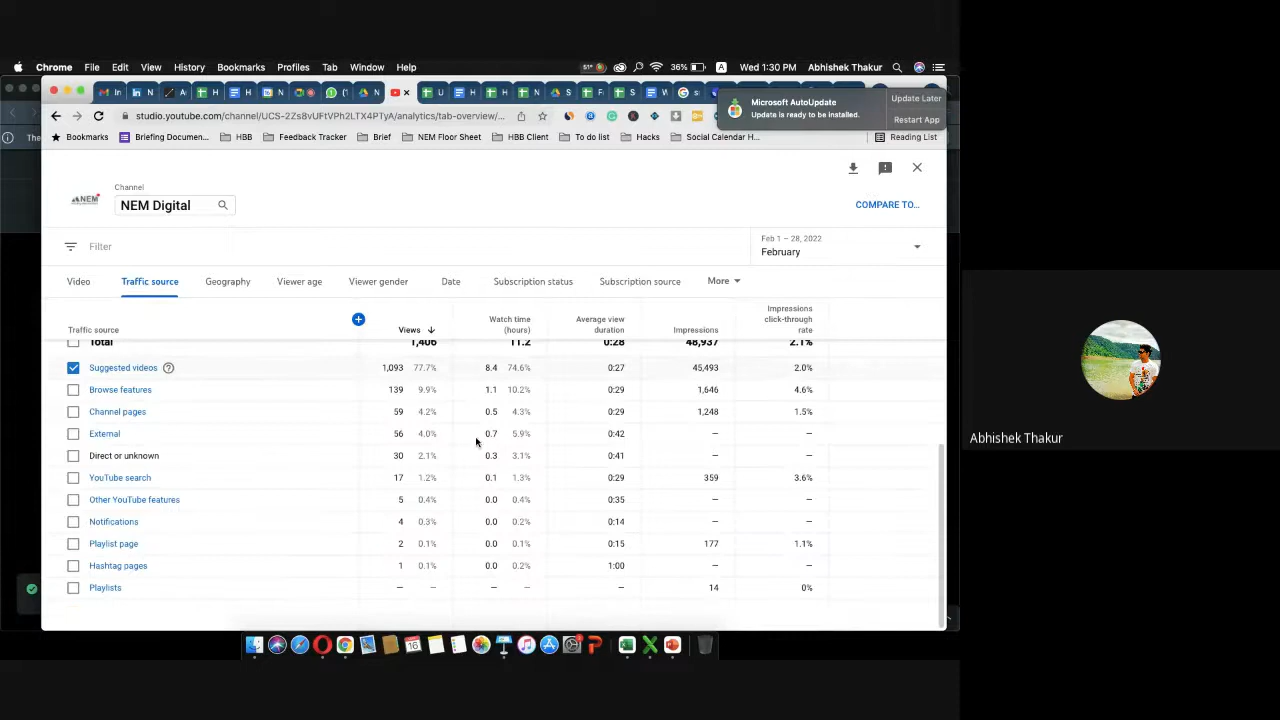 Chrome File Edit View History Bookmarks Profiles Tab Window Help 36% A Wed 1:30 PM Abhishek Thakur
Microsoft AutoUpdate
Update is ready to be installed.
Update Later
Restart App
studio.youtube.com/channel/UCS-2Zs8vUFtVPh2LTX4PTyA/analytics/tab-overview/...
Bookmarks Briefing Documen... HBB Feedback Tracker Brief NEM Floor Sheet HBB Client To do list Hacks Social Calendar H... Reading List
Channel
NEM
NEM Digital
COMPARE TO...
Filter
Feb 1 – 28, 2022
February
Video Traffic source Geography Viewer age Viewer gender Date Subscription status Subscription source More
Traffic source Views Watch time (hours) Average view duration Impressions Impressions click-through rate
Total 1,406 11.2 0:28 48,937 2.1%
Suggested videos 1,093 77.7% 8.4 74.6% 0:27 45,493 2.0%
Browse features 139 9.9% 1.1 10.2% 0:29 1,646 4.6%
Channel pages 59 4.2% 0.5 4.3% 0:29 1,248 1.5%
External 56 4.0% 0.7 5.9% 0:42 — —
Direct or unknown 30 2.1% 0.3 3.1% 0:41 — —
YouTube search 17 1.2% 0.1 1.3% 0:29 359 3.6%
Other YouTube features 5 0.4% 0.0 0.4% 0:35 — —
Notifications 4 0.3% 0.0 0.2% 0:14 — —
Playlist page 2 0.1% 0.0 0.1% 0:15 177 1.1%
Hashtag pages 1 0.1% 0.0 0.2% 1:00 — —
Playlists — — — — — 14 0%
Abhishek Thakur